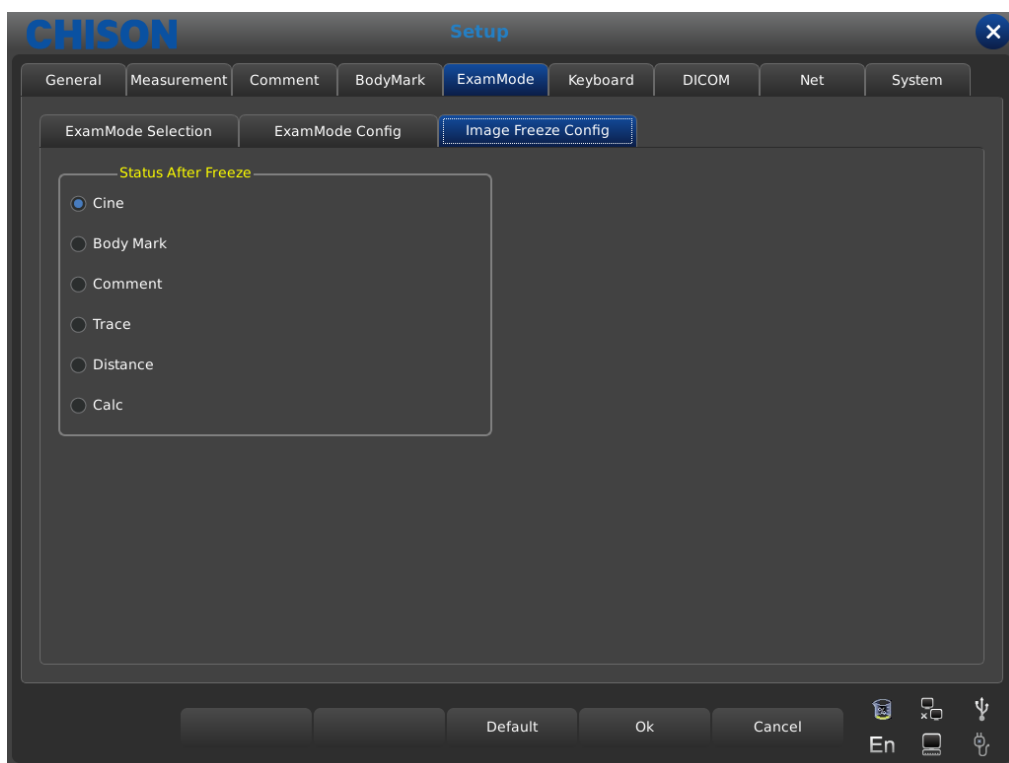 CHISON
Setup
General Measurement Comment BodyMark ExamMode Keyboard DICOM Net System
ExamMode Selection ExamMode Config Image Freeze Config
Status After Freeze
Cine
Body Mark
Comment
Trace
Distance
Calc
Default Ok Cancel
En